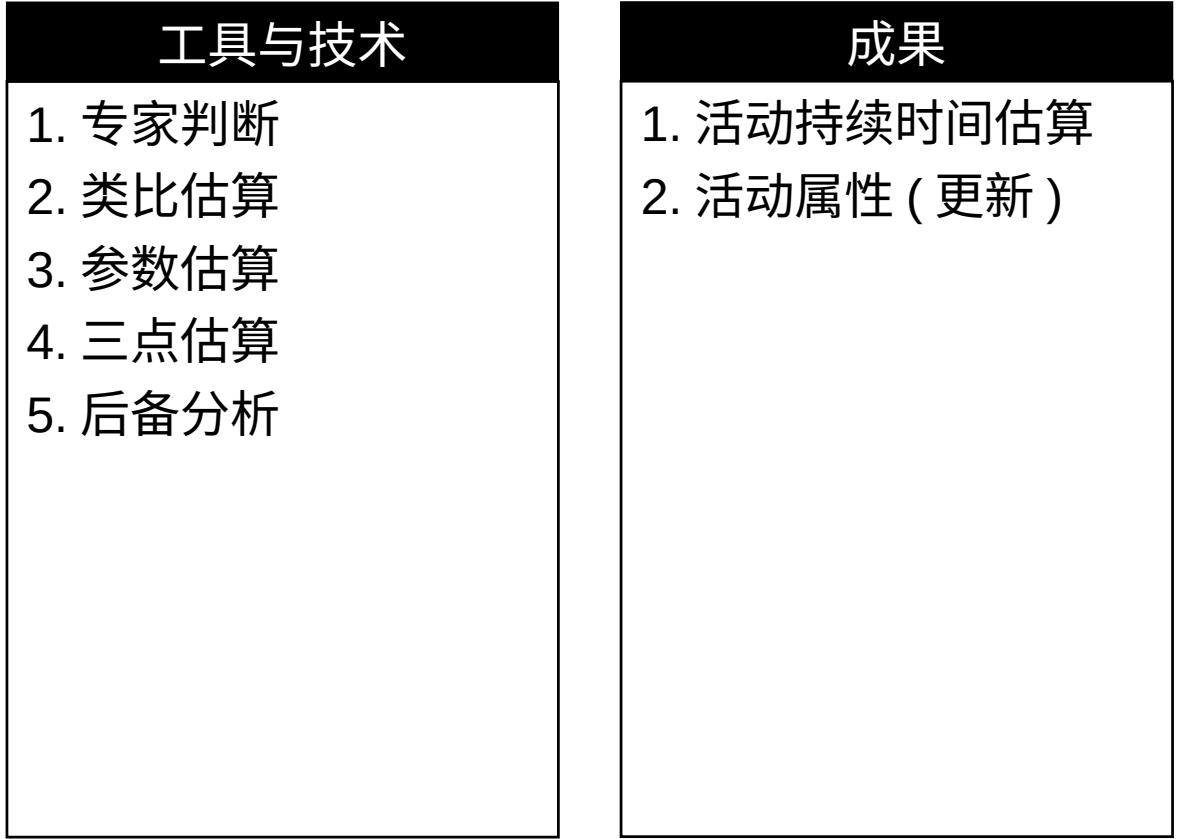 工具与技术
1. 专家判断
2. 类比估算
3. 参数估算
4. 三点估算
5. 后备分析
成果
1. 活动持续时间估算
2. 活动属性 ( 更新 )